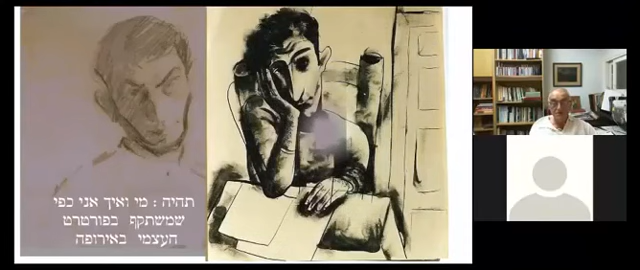 תהיה : מי ואיך אני כפי
שמשתקף בפורטרט
העצמי באירופה